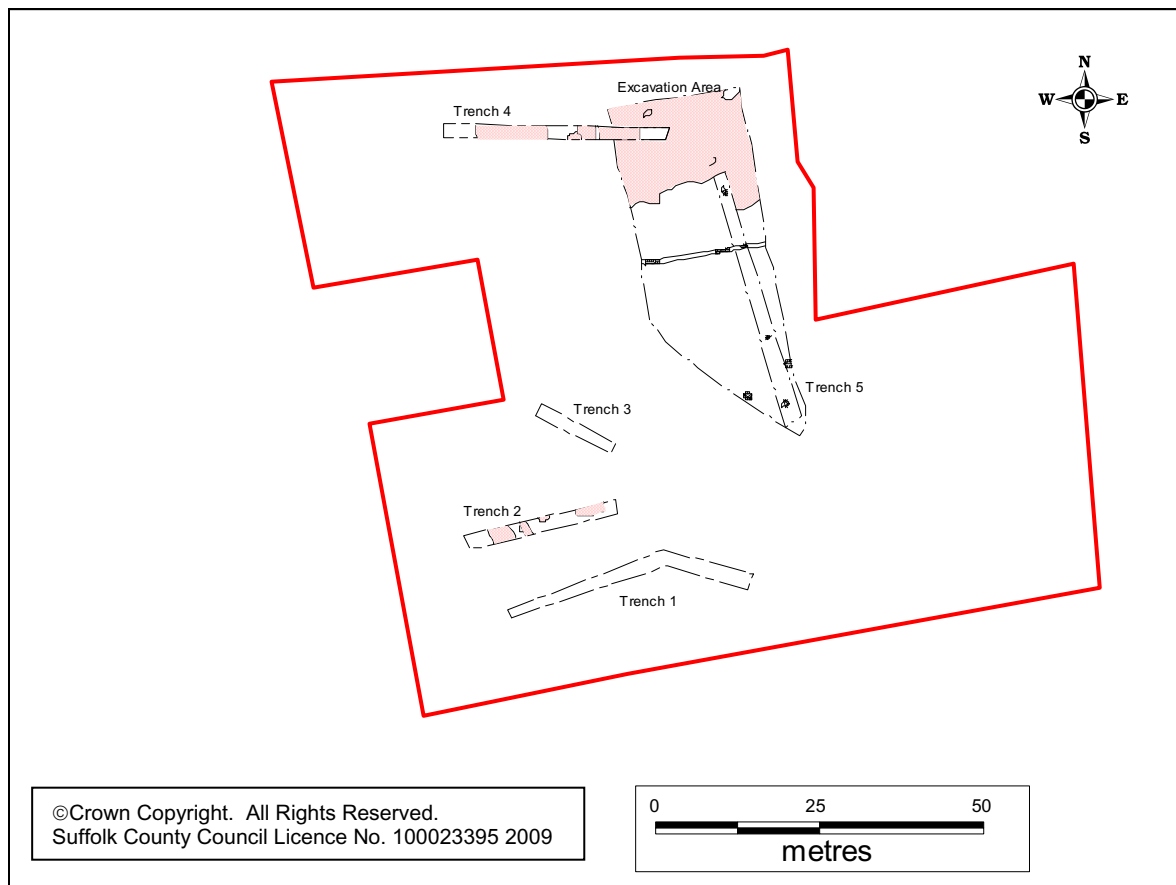 Excavation Area
Trench 4
N
W E
S
Trench 5
Trench 3
Trench 2
Trench 1
©Crown Copyright. All Rights Reserved.
Suffolk County Council Licence No. 100023395 2009
0 25 50
metres